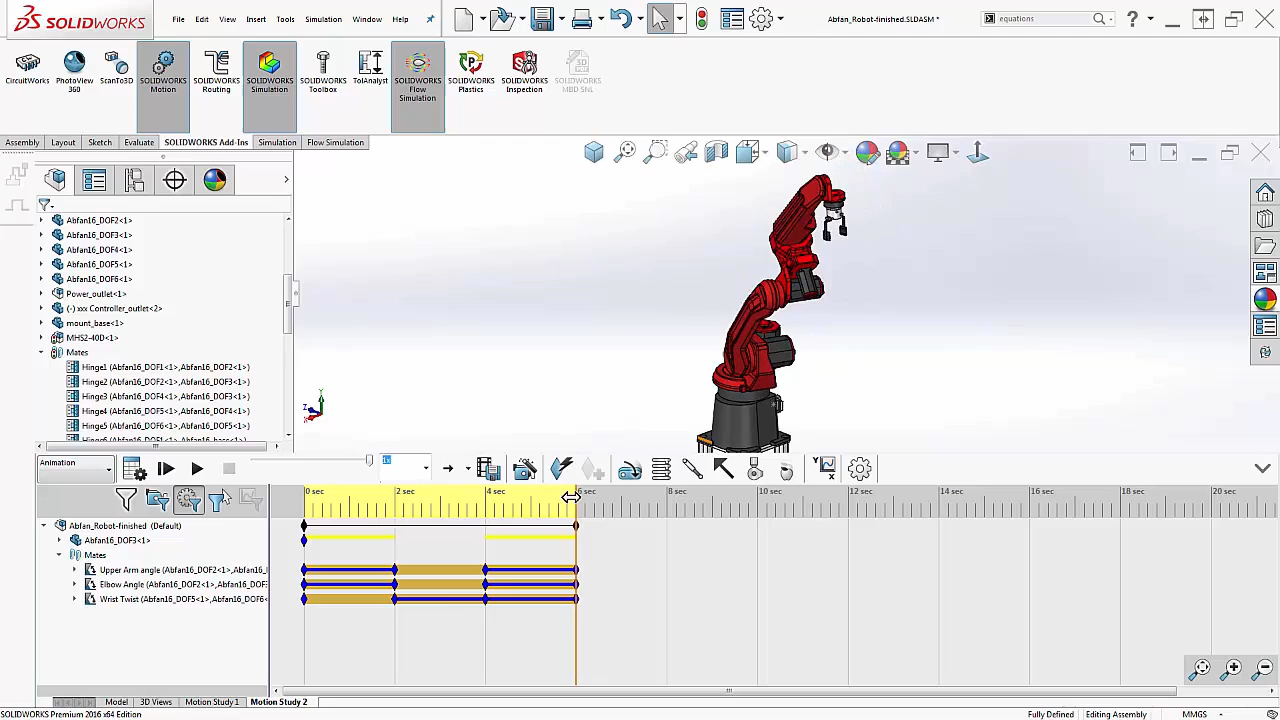 SOLIDWORKS
File Edit View Insert Tools Simulation Window Help
Abfan_Robot-finished.SLDASM *
equations
CircuitWorks
PhotoView 360
ScanTo3D
SOLIDWORKS Motion
SOLIDWORKS Routing
SOLIDWORKS Simulation
SOLIDWORKS Toolbox
TolAnalyst
SOLIDWORKS Flow Simulation
SOLIDWORKS Plastics
SOLIDWORKS Inspection
SOLIDWORKS MBD SNL
Assembly Layout Sketch Evaluate SOLIDWORKS Add-Ins Simulation Flow Simulation
Abfan16_DOF2<1>
Abfan16_DOF3<1>
Abfan16_DOF4<1>
Abfan16_DOF5<1>
Abfan16_DOF6<1>
Power_outlet<1>
(-) xxx Controller_outlet<2>
mount_base<1>
MHS2-40D<1>
Mates
Hinge1 (Abfan16_DOF1<1>,Abfan16_DOF2<1>)
Hinge2 (Abfan16_DOF2<1>,Abfan16_DOF3<1>)
Hinge3 (Abfan16_DOF4<1>,Abfan16_DOF3<1>)
Hinge4 (Abfan16_DOF5<1>,Abfan16_DOF4<1>)
Hinge5 (Abfan16_DOF6<1>,Abfan16_DOF5<1>)
Y
Z
X
Animation
1x
0 sec 2 sec 4 sec 6 sec 8 sec 10 sec 12 sec 14 sec 16 sec 18 sec 20 sec
Abfan_Robot-finished (Default)
Abfan16_DOF3<1>
Mates
Upper Arm angle (Abfan16_DOF1<1>,Abfan16_
Elbow Angle (Abfan16_DOF2<1>,Abfan16_DOF
Wrist Twist (Abfan16_DOF5<1>,Abfan16_DOF6<
Model 3D Views Motion Study 1 Motion Study 2
SOLIDWORKS Premium 2016 x64 Edition
Fully Defined Editing Assembly MMGS